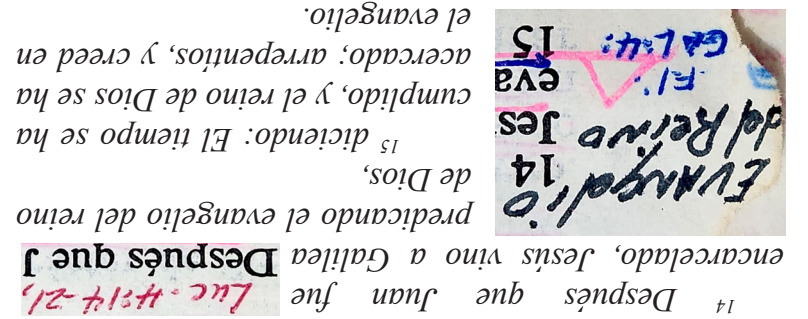 ¹⁴ Después que Juan fue
encarcelado, Jesús vino a Galilea
Luc-4:14-21,
Después que J
predicando el evangelio del reino
de Dios,
¹⁵ diciendo: El tiempo se ha
cumplido, y el reino de Dios se ha
acercado; arrepentíos, y creed en
el evangelio.
EVANgelio 14
del Reino Jes
eva
GAL:4: 15